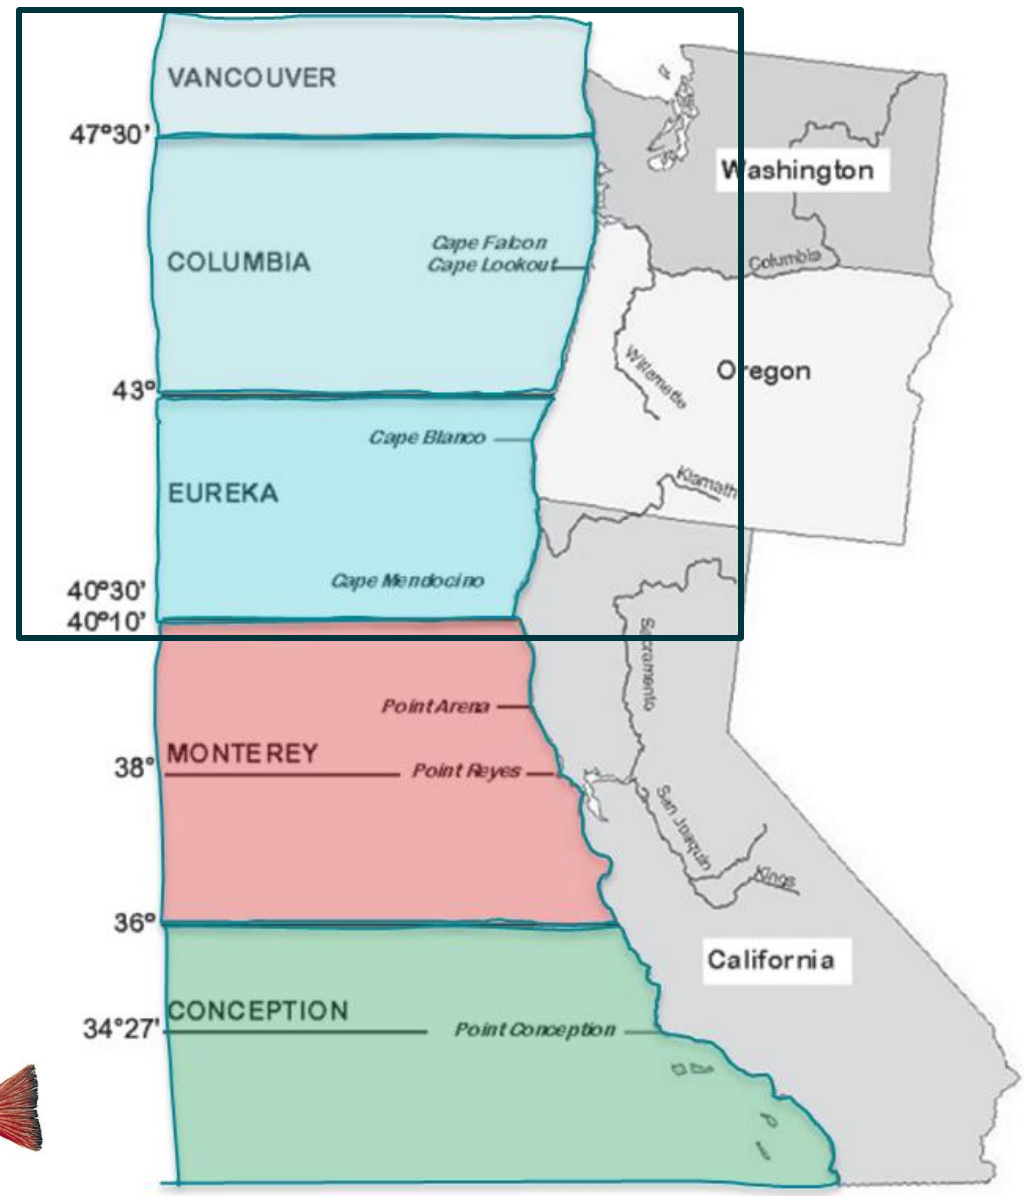 VANCOUVER
47°30'
Washington
Cape Falcon
COLUMBIA
Cape Lookout
Columbia
Willamette
Oregon
43°
Cape Blanco
Klamath
EUREKA
Cape Mendocino
40°30'
40°10'
Sacramento
Point Arena
MONTEREY
38°
Point Reyes
San Joaquin
Kings
36°
California
CONCEPTION
34°27'
Point Conception